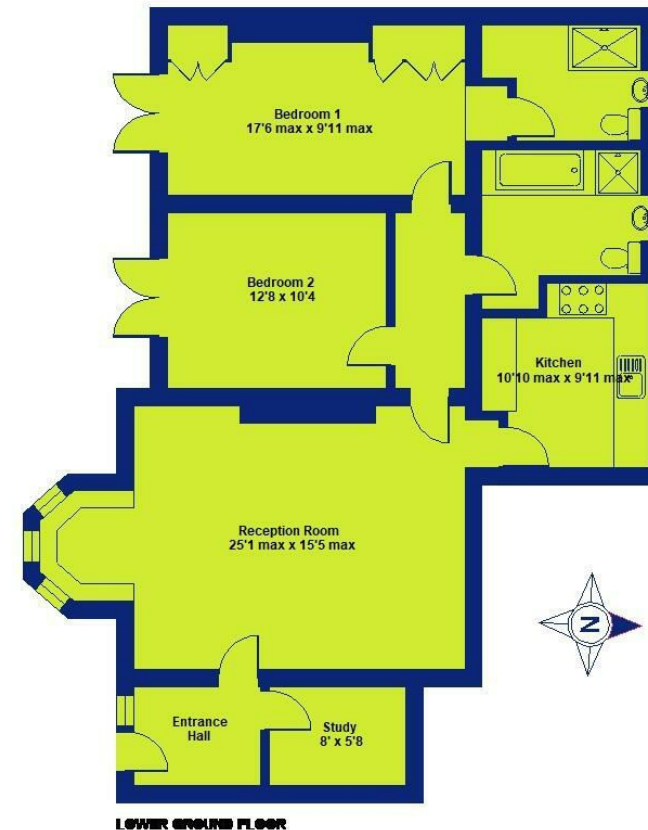 Bedroom 1
17'6 max x 9'11 max
Bedroom 2
12'8 x 10'4
Kitchen
10'10 max x 9'11 max
Reception Room
25'1 max x 15'5 max
N
Entrance
Hall
Study
8' x 5'8
LOWER GROUND FLOOR